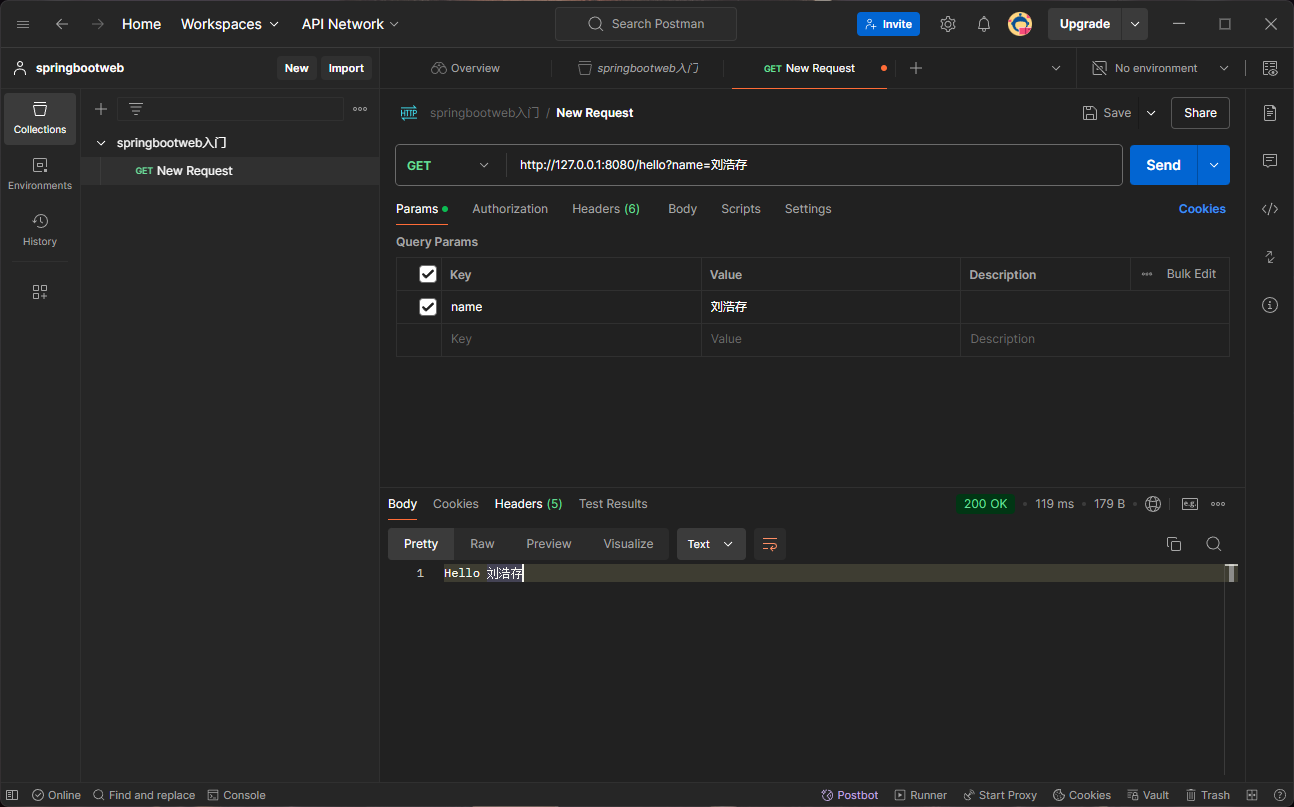 Home Workspaces API Network Search Postman Invite Upgrade
springbootweb New Import Overview springbootweb入门 GET New Request No environment
Collections
springbootweb入门
GET New Request
Environments
History
HTTP springbootweb入门 / New Request Save Share
GET http://127.0.0.1:8080/hello?name=刘浩存 Send
Params Authorization Headers (6) Body Scripts Settings Cookies
Query Params
Key Value Description Bulk Edit
name 刘浩存
Key Value Description
Body Cookies Headers (5) Test Results 200 OK 119 ms 179 B e.g.
Pretty Raw Preview Visualize Text
1 Hello 刘浩存
Online Find and replace Console Postbot Runner Start Proxy Cookies Vault Trash